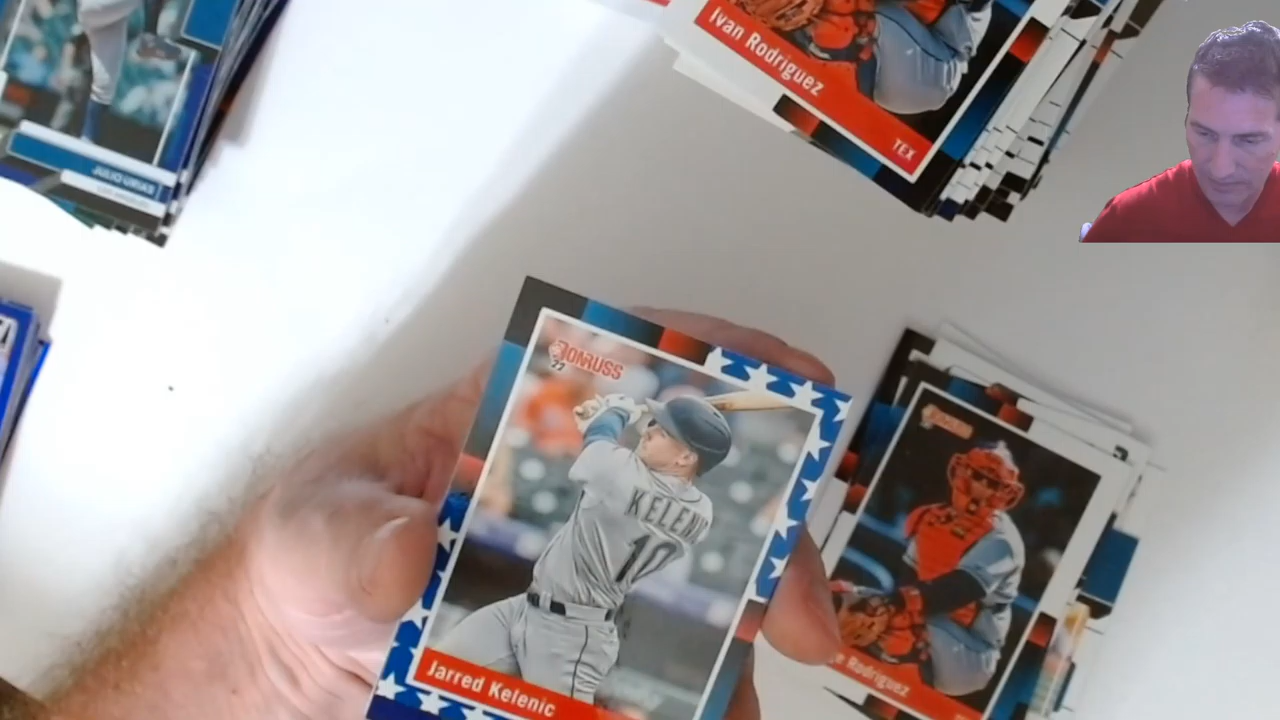 Ivan Rodriguez
TEX
JULIO URIAS
DONRUSS
KELENIC
10
Jarred Kelenic
Rodriguez